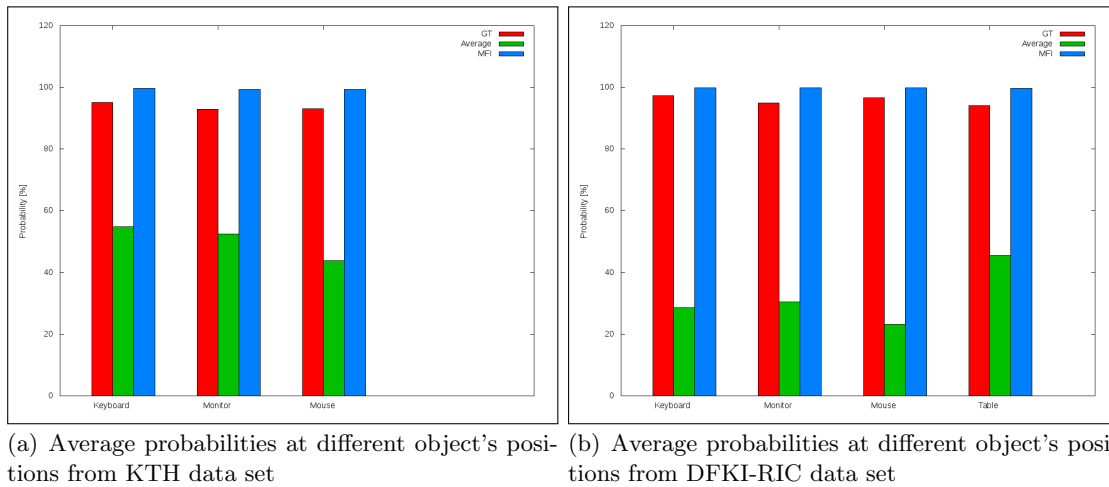 120
100
80
60
40
20
0
Probability [%]
GT
Average
MFI
Keyboard Monitor Mouse
(a) Average probabilities at different object's posi-
tions from KTH data set
120
100
80
60
40
20
0
Probability [%]
GT
Average
MFI
Keyboard Monitor Mouse Table
(b) Average probabilities at different object's posi-
tions from DFKI-RIC data set